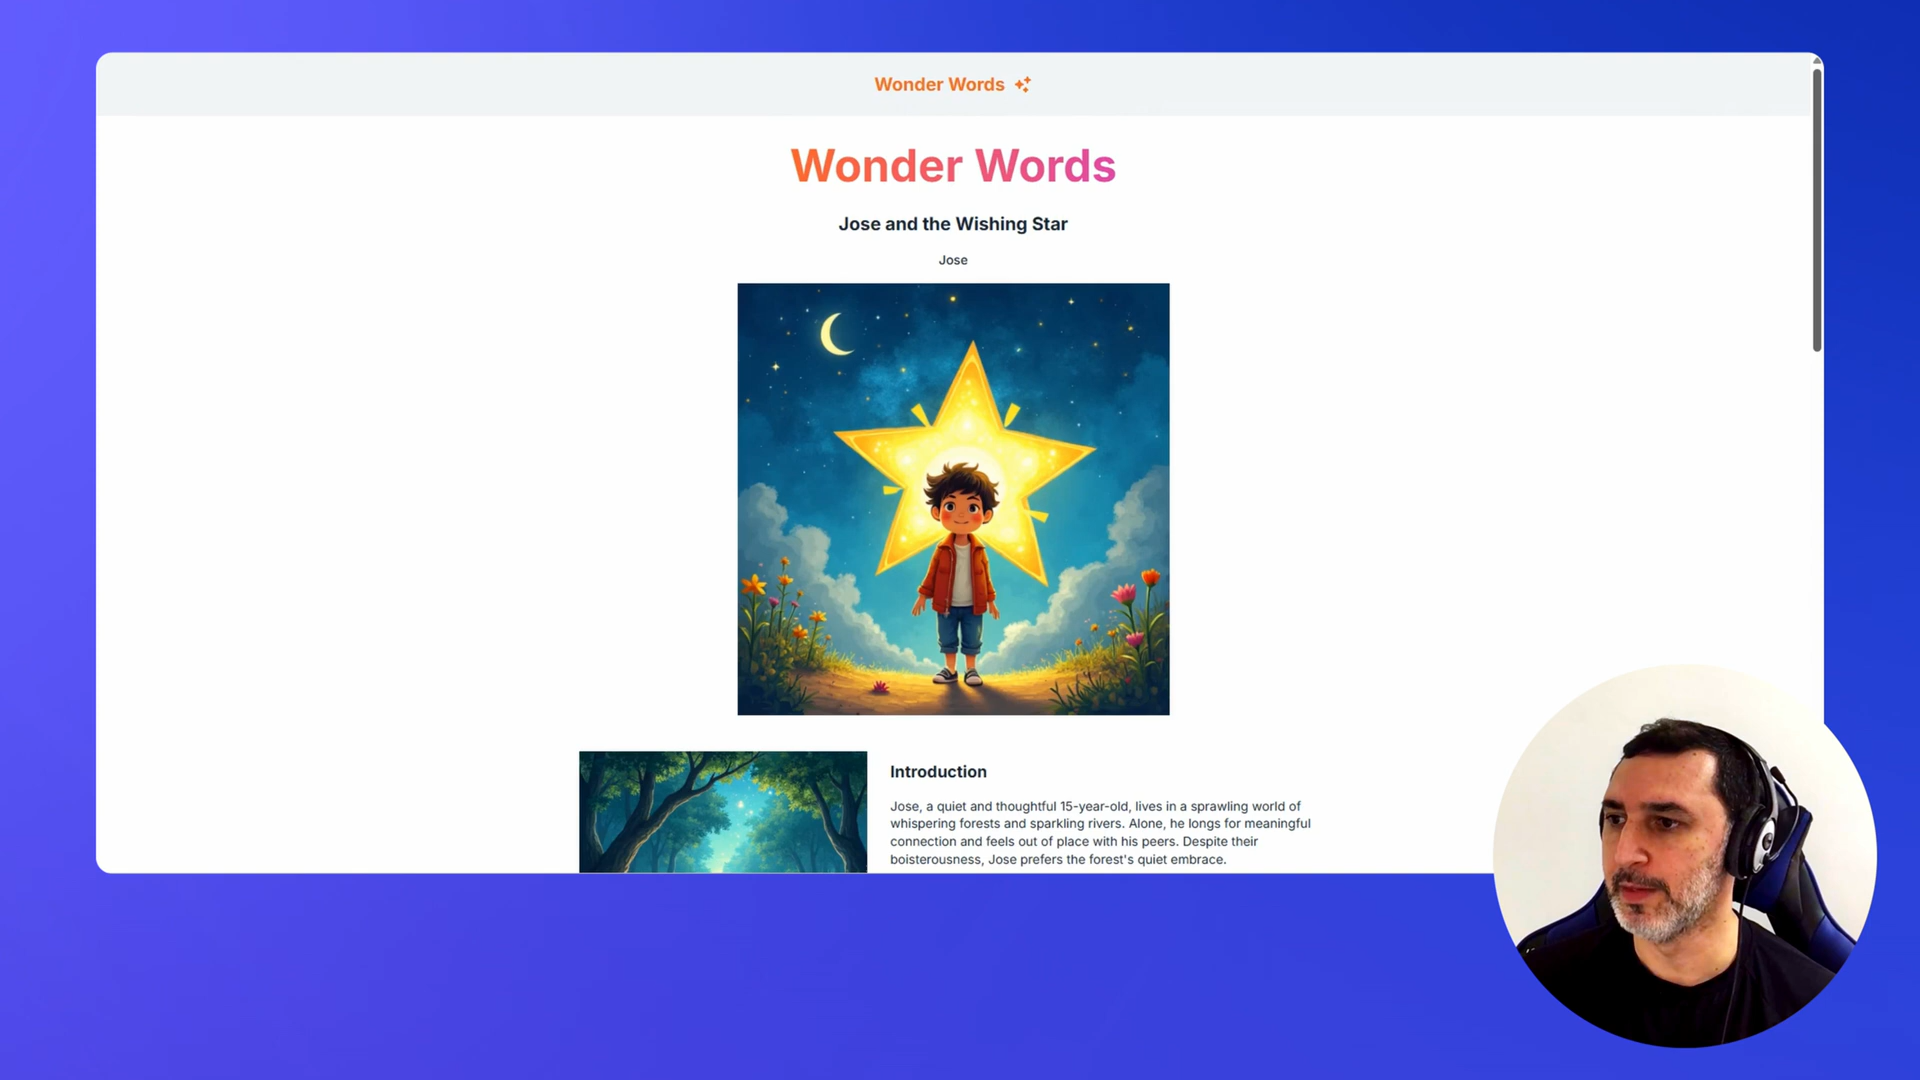 Wonder Words
Wonder Words
Jose and the Wishing Star
Jose
Introduction
Jose, a quiet and thoughtful 15-year-old, lives in a sprawling world of
whispering forests and sparkling rivers. Alone, he longs for meaningful
connection and feels out of place with his peers. Despite their
boisterousness, Jose prefers the forest's quiet embrace.